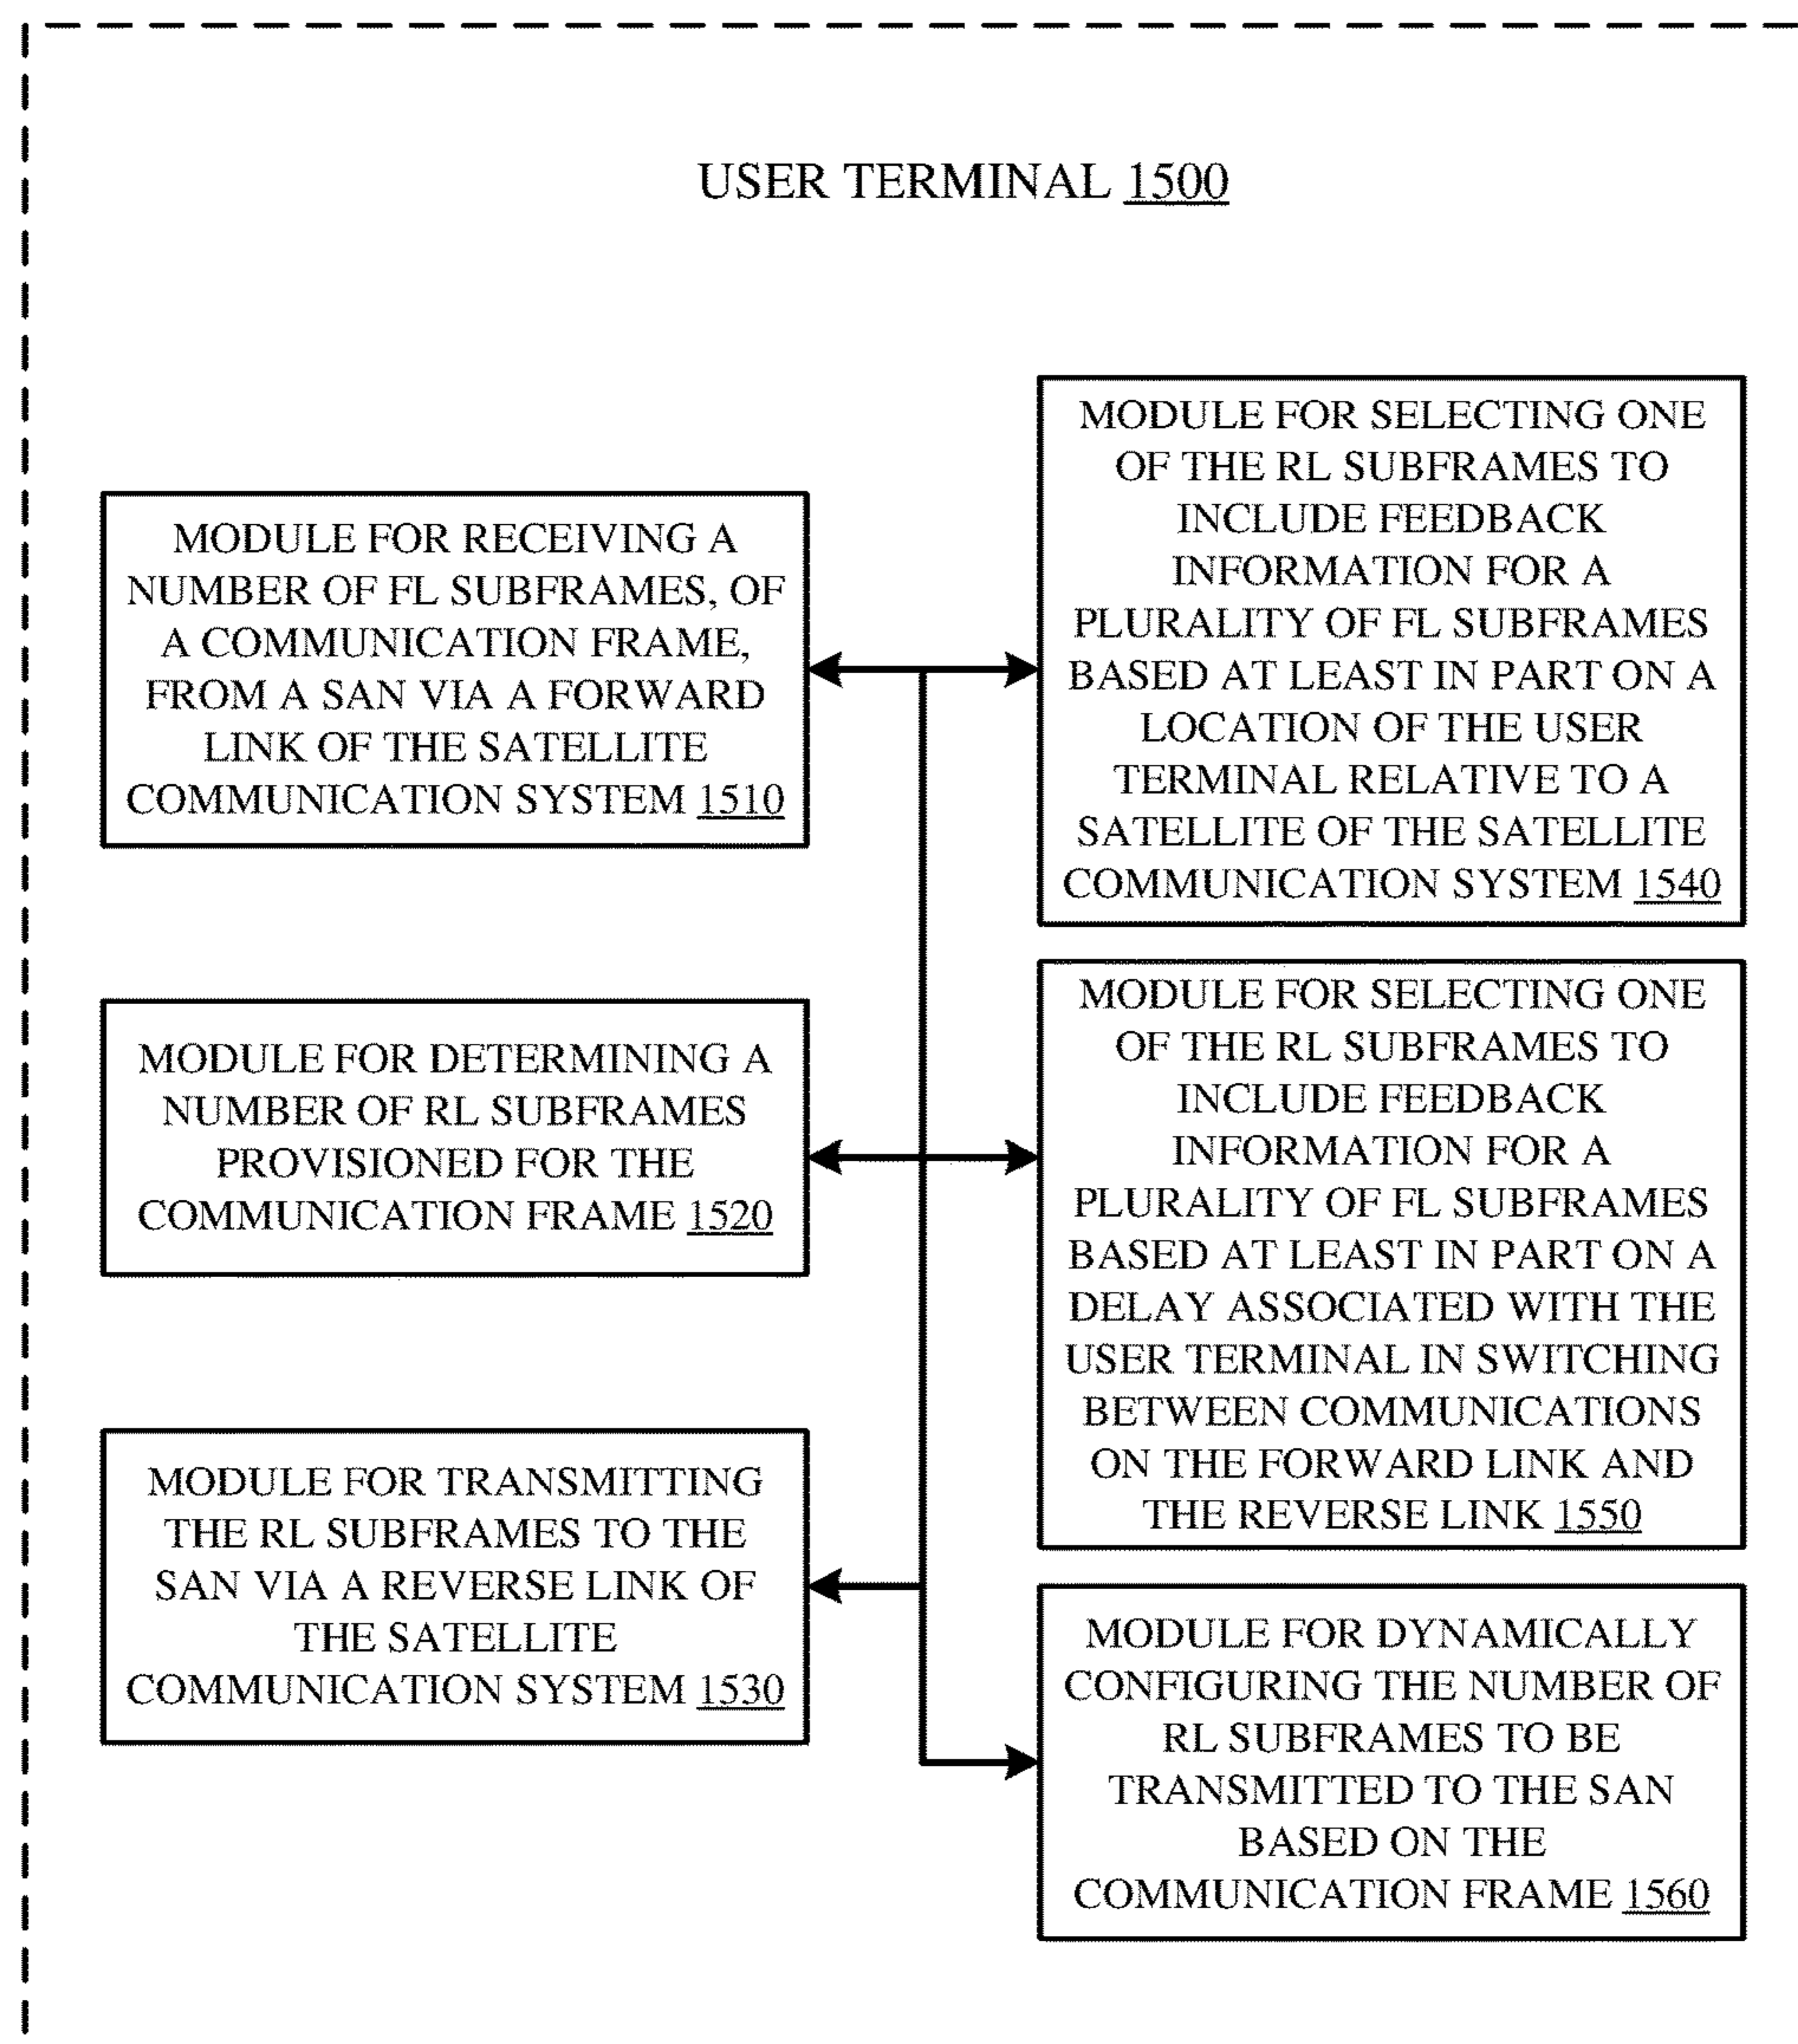 USER TERMINAL 1500
MODULE FOR RECEIVING A
NUMBER OF FL SUBFRAMES, OF
A COMMUNICATION FRAME,
FROM A SAN VIA A FORWARD
LINK OF THE SATELLITE
COMMUNICATION SYSTEM 1510
MODULE FOR DETERMINING A
NUMBER OF RL SUBFRAMES
PROVISIONED FOR THE
COMMUNICATION FRAME 1520
MODULE FOR TRANSMITTING
THE RL SUBFRAMES TO THE
SAN VIA A REVERSE LINK OF
THE SATELLITE
COMMUNICATION SYSTEM 1530
MODULE FOR SELECTING ONE
OF THE RL SUBFRAMES TO
INCLUDE FEEDBACK
INFORMATION FOR A
PLURALITY OF FL SUBFRAMES
BASED AT LEAST IN PART ON A
LOCATION OF THE USER
TERMINAL RELATIVE TO A
SATELLITE OF THE SATELLITE
COMMUNICATION SYSTEM 1540
MODULE FOR SELECTING ONE
OF THE RL SUBFRAMES TO
INCLUDE FEEDBACK
INFORMATION FOR A
PLURALITY OF FL SUBFRAMES
BASED AT LEAST IN PART ON A
DELAY ASSOCIATED WITH THE
USER TERMINAL IN SWITCHING
BETWEEN COMMUNICATIONS
ON THE FORWARD LINK AND
THE REVERSE LINK 1550
MODULE FOR DYNAMICALLY
CONFIGURING THE NUMBER OF
RL SUBFRAMES TO BE
TRANSMITTED TO THE SAN
BASED ON THE
COMMUNICATION FRAME 1560